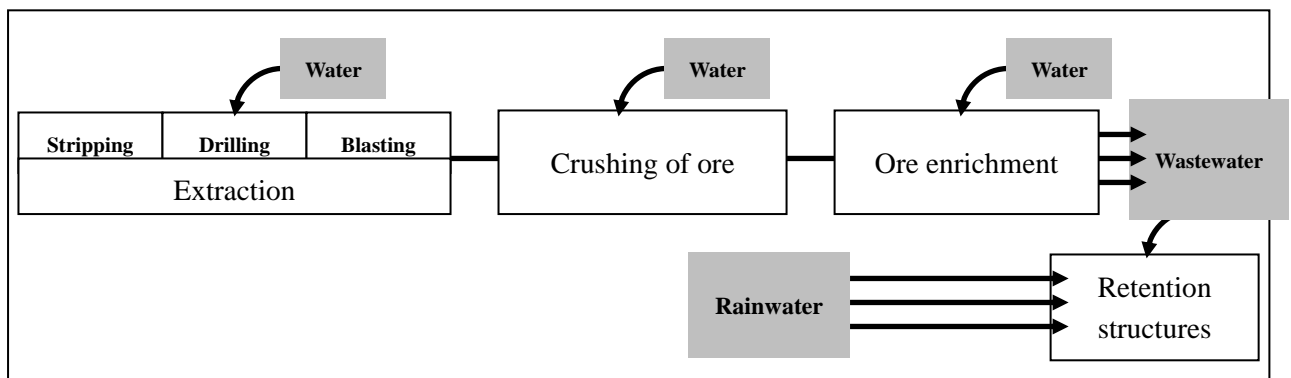 Water
Water
Water
Stripping
Drilling
Blasting
Extraction
Crushing of ore
Ore enrichment
Wastewater
Rainwater
Retention
structures